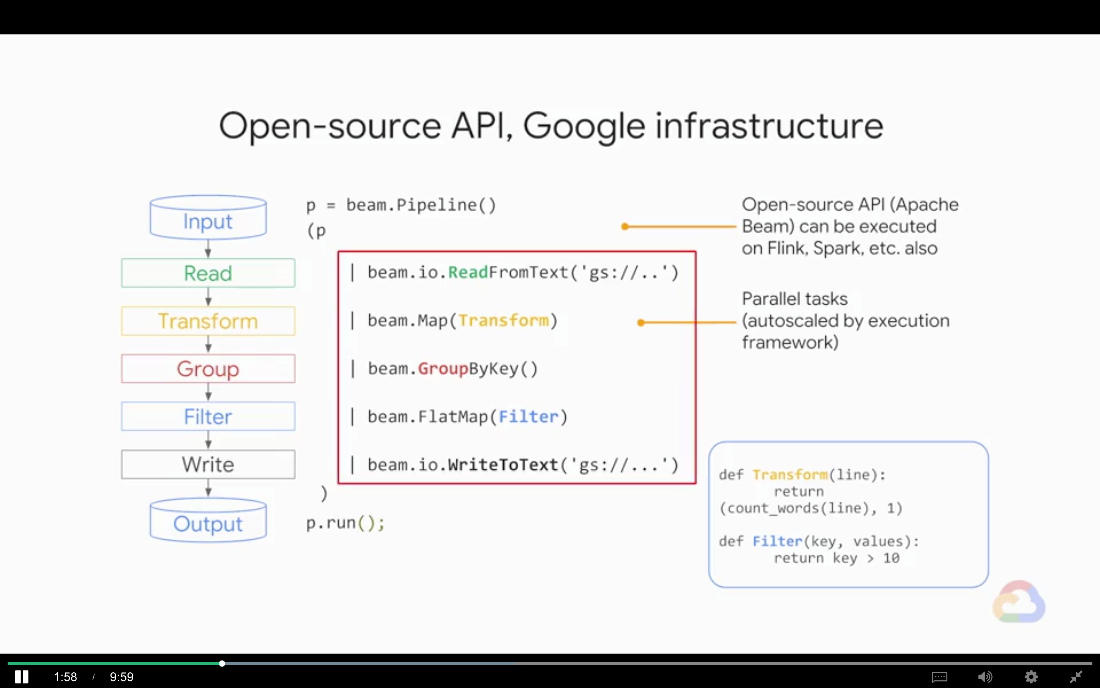 Open-source API, Google infrastructure
Input
Read
Transform
Group
Filter
Write
Output
p = beam.Pipeline()
(p
| beam.io.ReadFromText('gs://..')
| beam.Map(Transform)
| beam.GroupByKey()
| beam.FlatMap(Filter)
| beam.io.WriteToText('gs://...')
)
p.run();
Open-source API (Apache
Beam) can be executed
on Flink, Spark, etc. also
Parallel tasks
(autoscaled by execution
framework)
def Transform(line):
return
(count_words(line), 1)
def Filter(key, values):
return key > 10
1:58 / 9:59